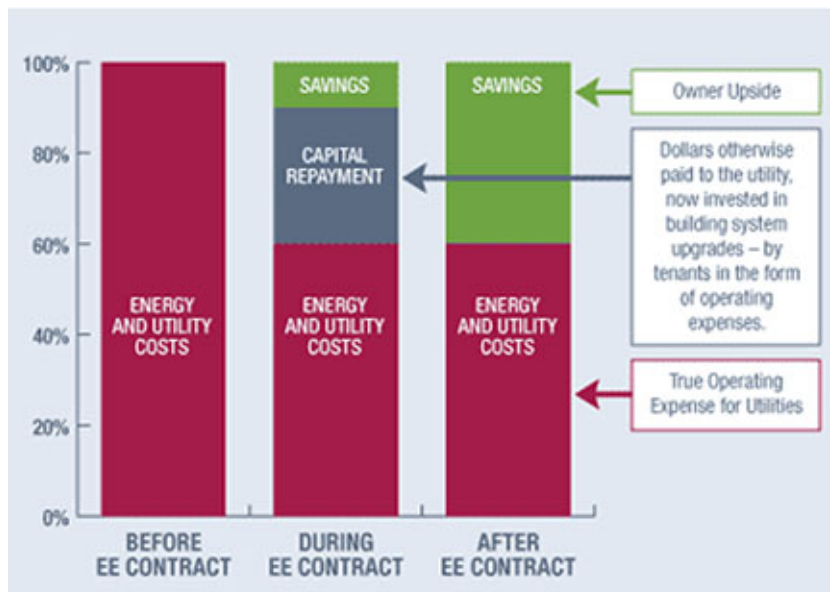 100%
80%
60%
40%
20%
0%
ENERGY
AND UTILITY
COSTS
BEFORE
EE CONTRACT
SAVINGS
CAPITAL
REPAYMENT
ENERGY
AND UTILITY
COSTS
DURING
EE CONTRACT
SAVINGS
ENERGY
AND UTILITY
COSTS
AFTER
EE CONTRACT
Owner Upside
Dollars otherwise
paid to the utility,
now invested in
building system
upgrades – by
tenants in the form
of operating
expenses.
True Operating
Expense for Utilities